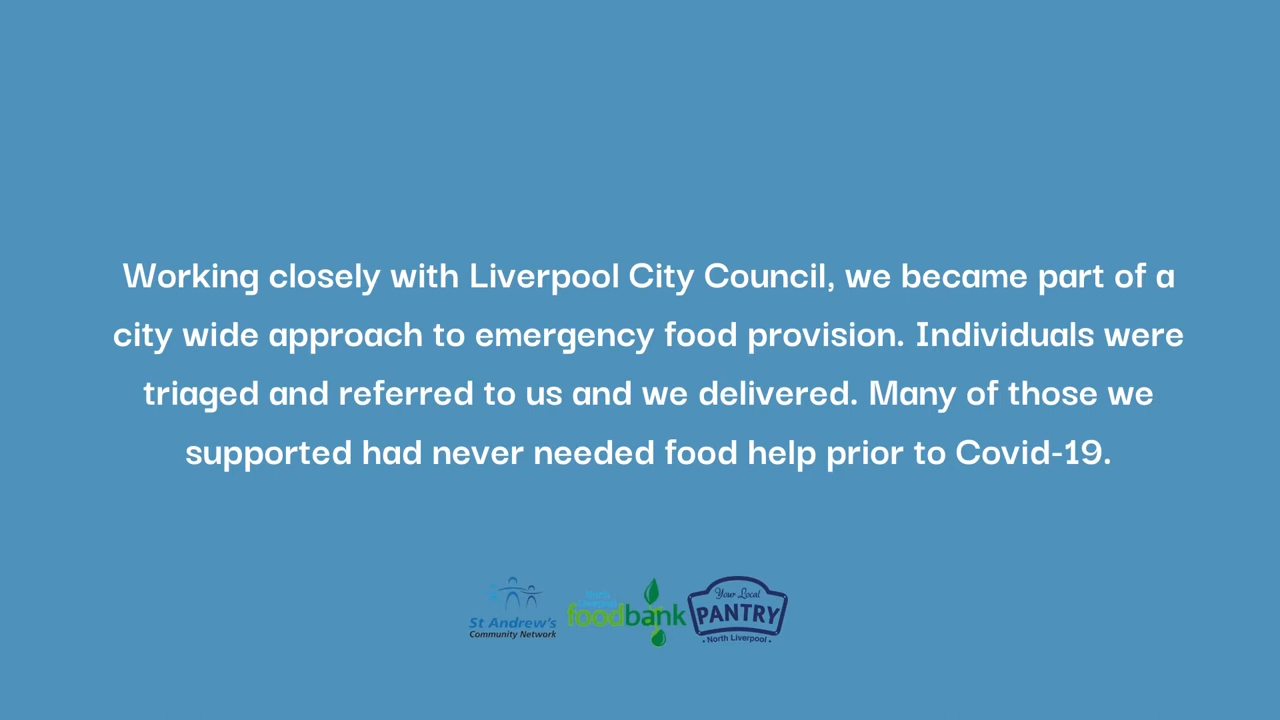 Working closely with Liverpool City Council, we became part of a
city wide approach to emergency food provision. Individuals were
triaged and referred to us and we delivered. Many of those we
supported had never needed food help prior to Covid-19.
St Andrew's
Community Network
North
Liverpool
foodbank
Your Local
PANTRY
• North Liverpool •